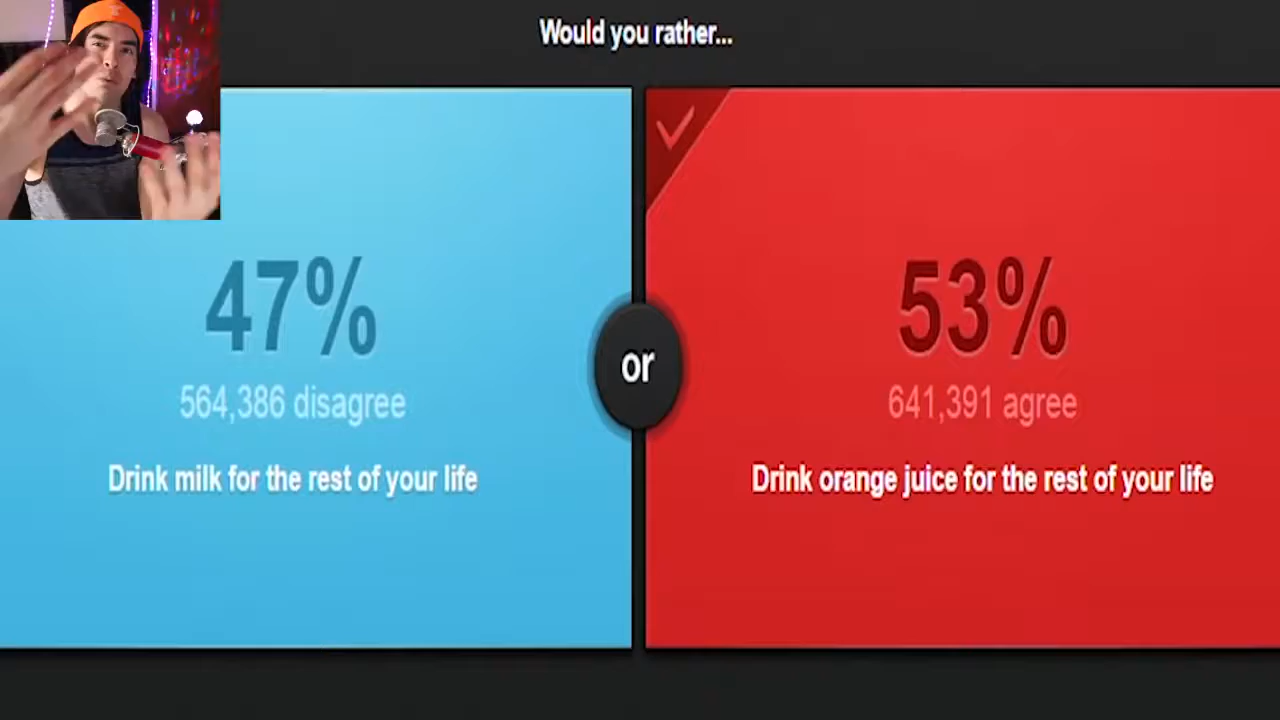 Would you rather...
47%
564,386 disagree
Drink milk for the rest of your life
or
53%
641,391 agree
Drink orange juice for the rest of your life